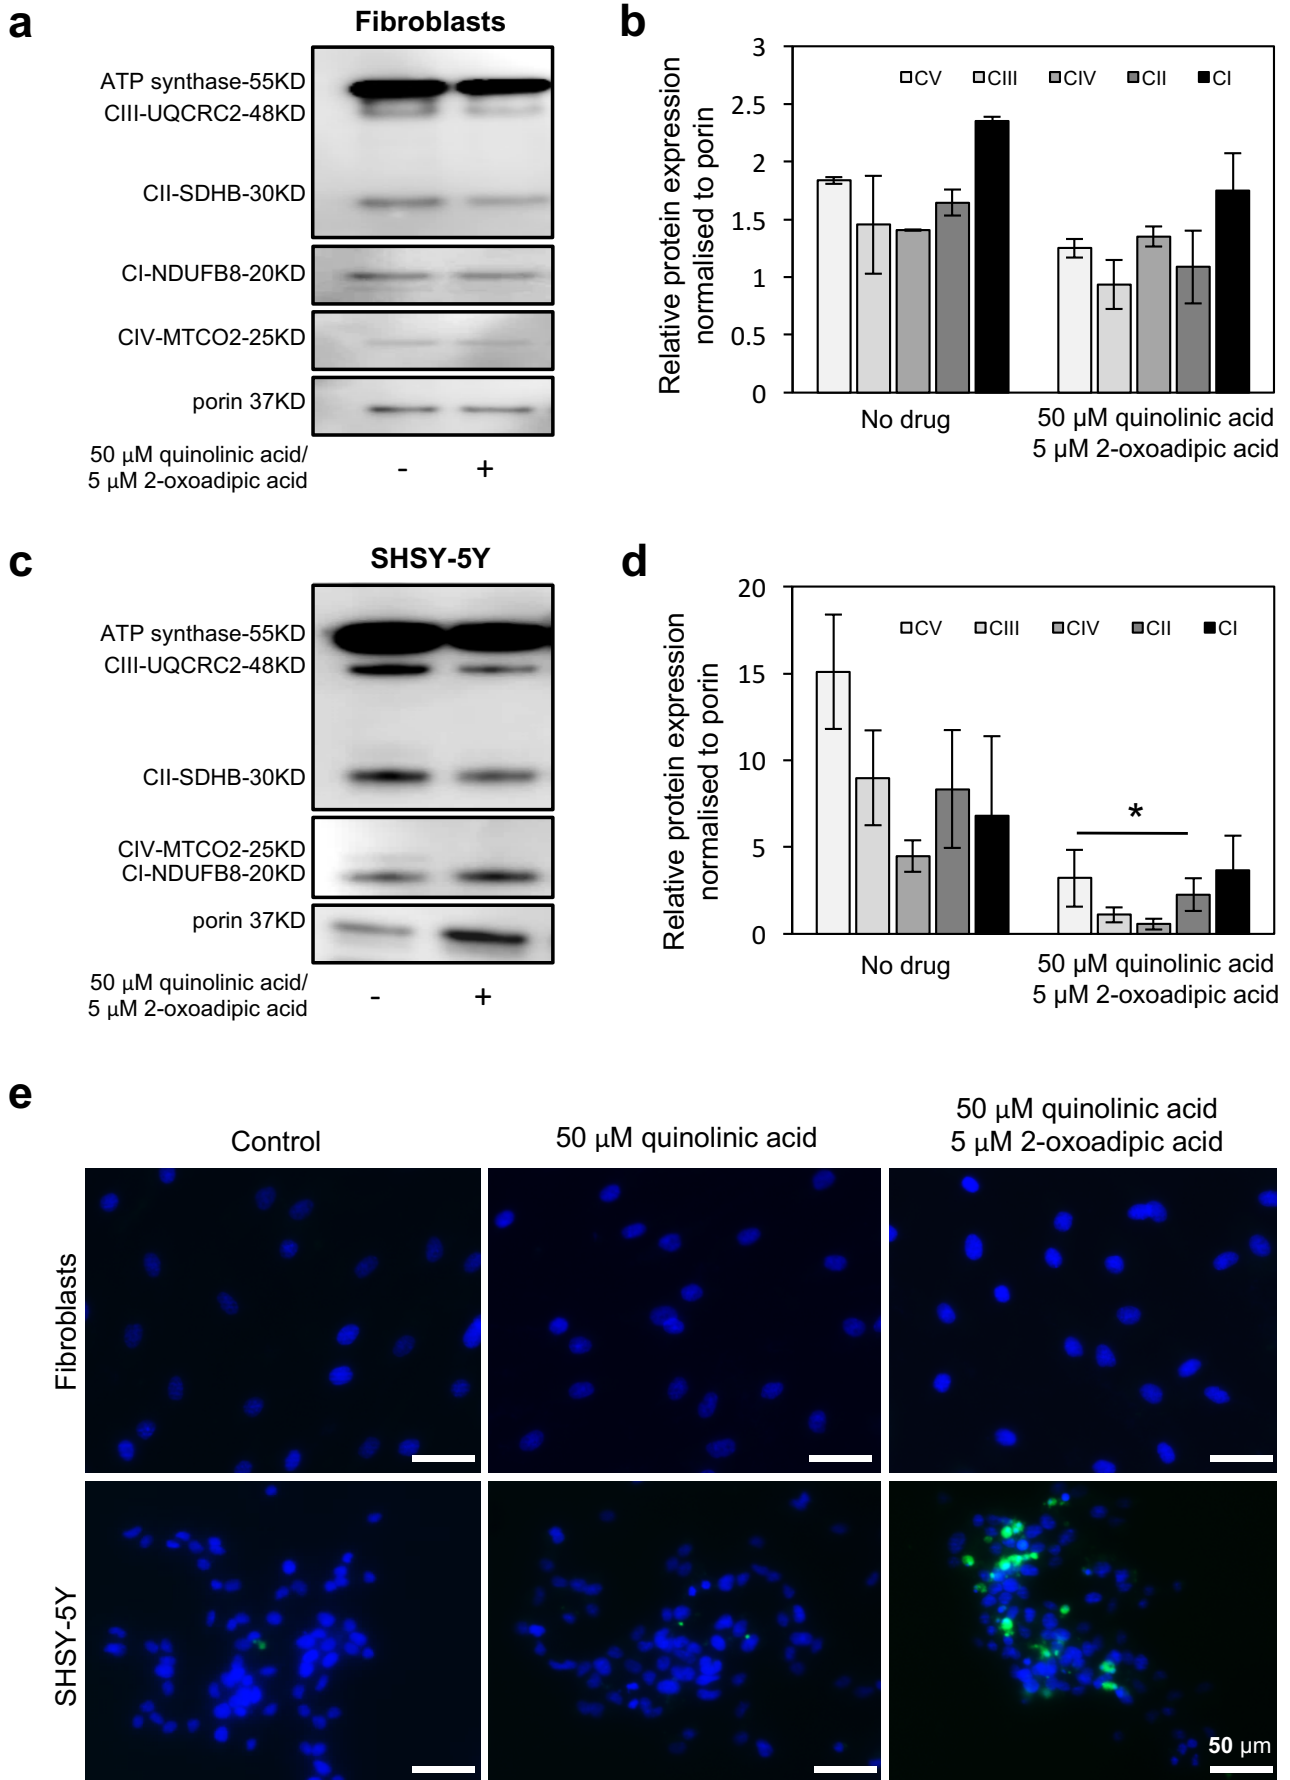 a
Fibroblasts
ATP synthase-55KD
CIII-UQCRC2-48KD
CII-SDHB-30KD
CI-NDUFB8-20KD
CIV-MTCO2-25KD
porin 37KD
50 µM quinolinic acid/
5 µM 2-oxoadipic acid
- +
b
Relative protein expression
normalised to porin
3
2.5
2
1.5
1
0.5
0
CV CIII CIV CII CI
No drug
50 µM quinolinic acid
5 µM 2-oxoadipic acid
c
SHSY-5Y
ATP synthase-55KD
CIII-UQCRC2-48KD
CII-SDHB-30KD
CIV-MTCO2-25KD
CI-NDUFB8-20KD
porin 37KD
50 µM quinolinic acid/
5 µM 2-oxoadipic acid
- +
d
Relative protein expression
normalised to porin
20
15
10
5
0
CV CIII CIV CII CI
*
No drug
50 µM quinolinic acid
5 µM 2-oxoadipic acid
e
Control
50 µM quinolinic acid
50 µM quinolinic acid
5 µM 2-oxoadipic acid
Fibroblasts
SHSY-5Y
50 µm